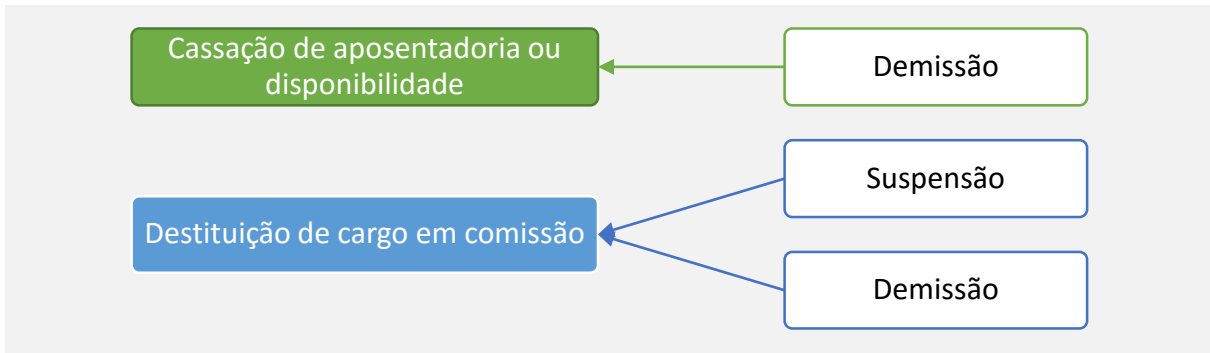 Cassação de aposentadoria ou
disponibilidade
Demissão
Suspensão
Destituição de cargo em comissão
Demissão